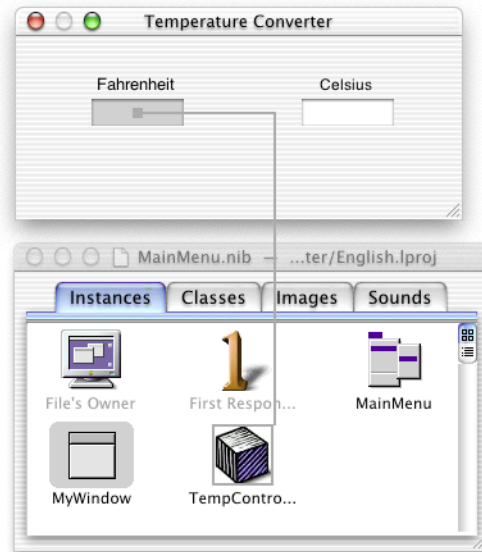 Temperature Converter
Fahrenheit Celsius
MainMenu.nib — ...ter/English.lproj
Instances Classes Images Sounds
File's Owner First Respon... MainMenu
MyWindow TempContro...